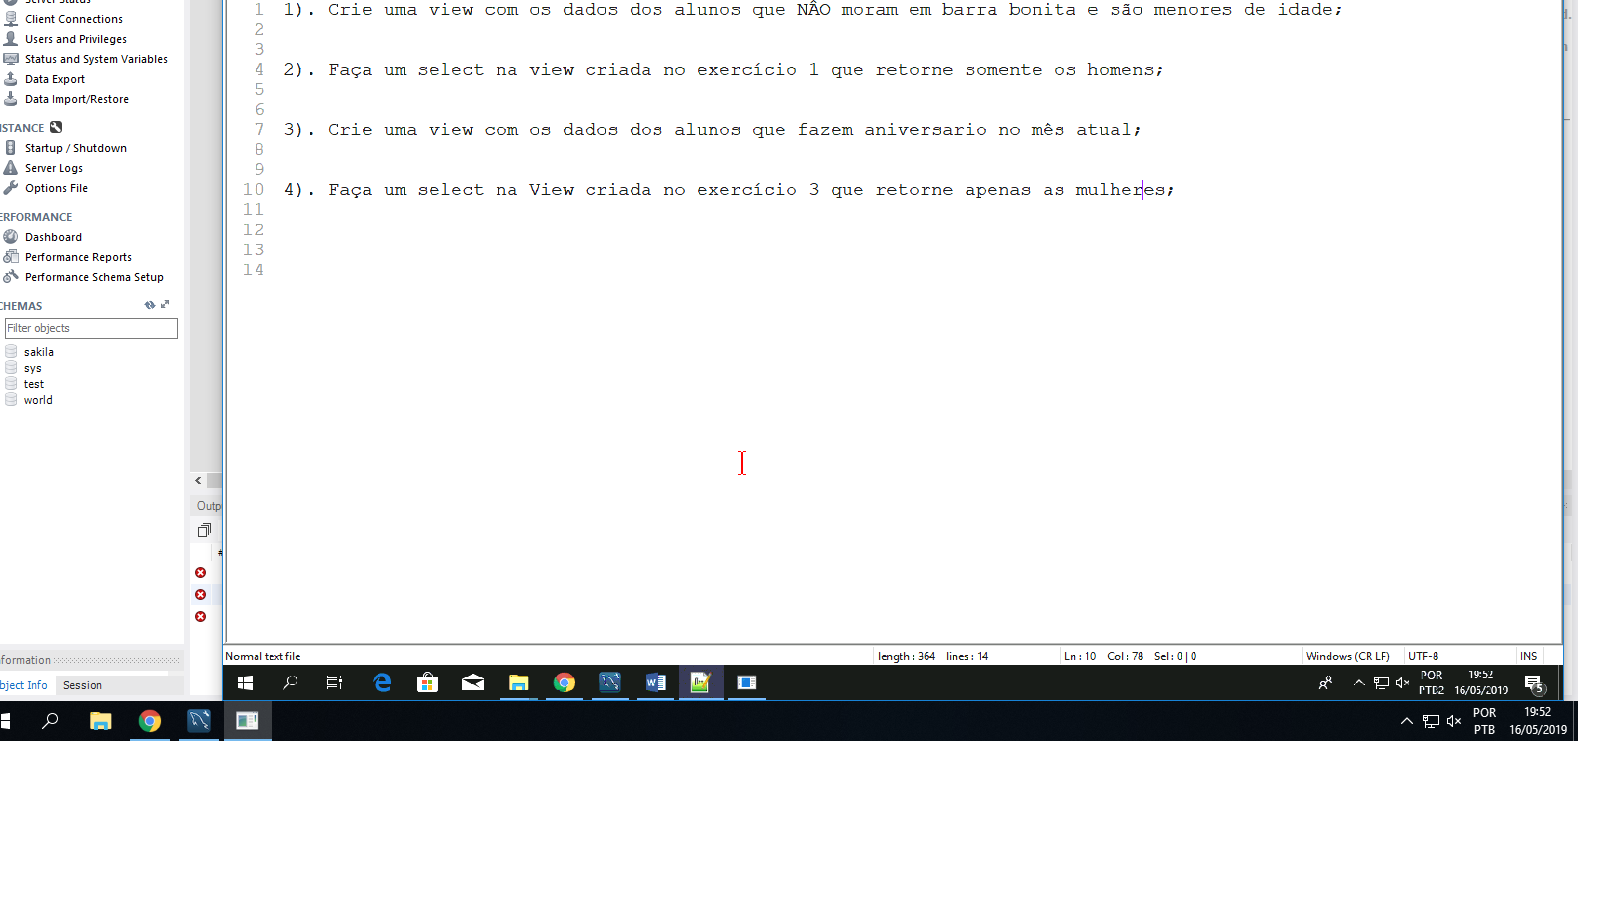 Client Connections
Users and Privileges
Status and System Variables
Data Export
Data Import/Restore
STANCE
Startup / Shutdown
Server Logs
Options File
ERFORMANCE
Dashboard
Performance Reports
Performance Schema Setup
CHEMAS
Filter objects
sakila
sys
test
world
nformation
bject Info Session
1 1). Crie uma view com os dados dos alunos que NÃO moram em barra bonita e são menores de idade;
2
3
4 2). Faça um select na view criada no exercício 1 que retorne somente os homens;
5
6
7 3). Crie uma view com os dados dos alunos que fazem aniversario no mês atual;
8
9
10 4). Faça um select na View criada no exercício 3 que retorne apenas as mulheres;
11
12
13
14
Outp
#
Normal text file length : 364 lines : 14 Ln : 10 Col : 78 Sel : 0 | 0 Windows (CR LF) UTF-8 INS
POR
PTB2
19:52
16/05/2019
5
POR
PTB
19:52
16/05/2019